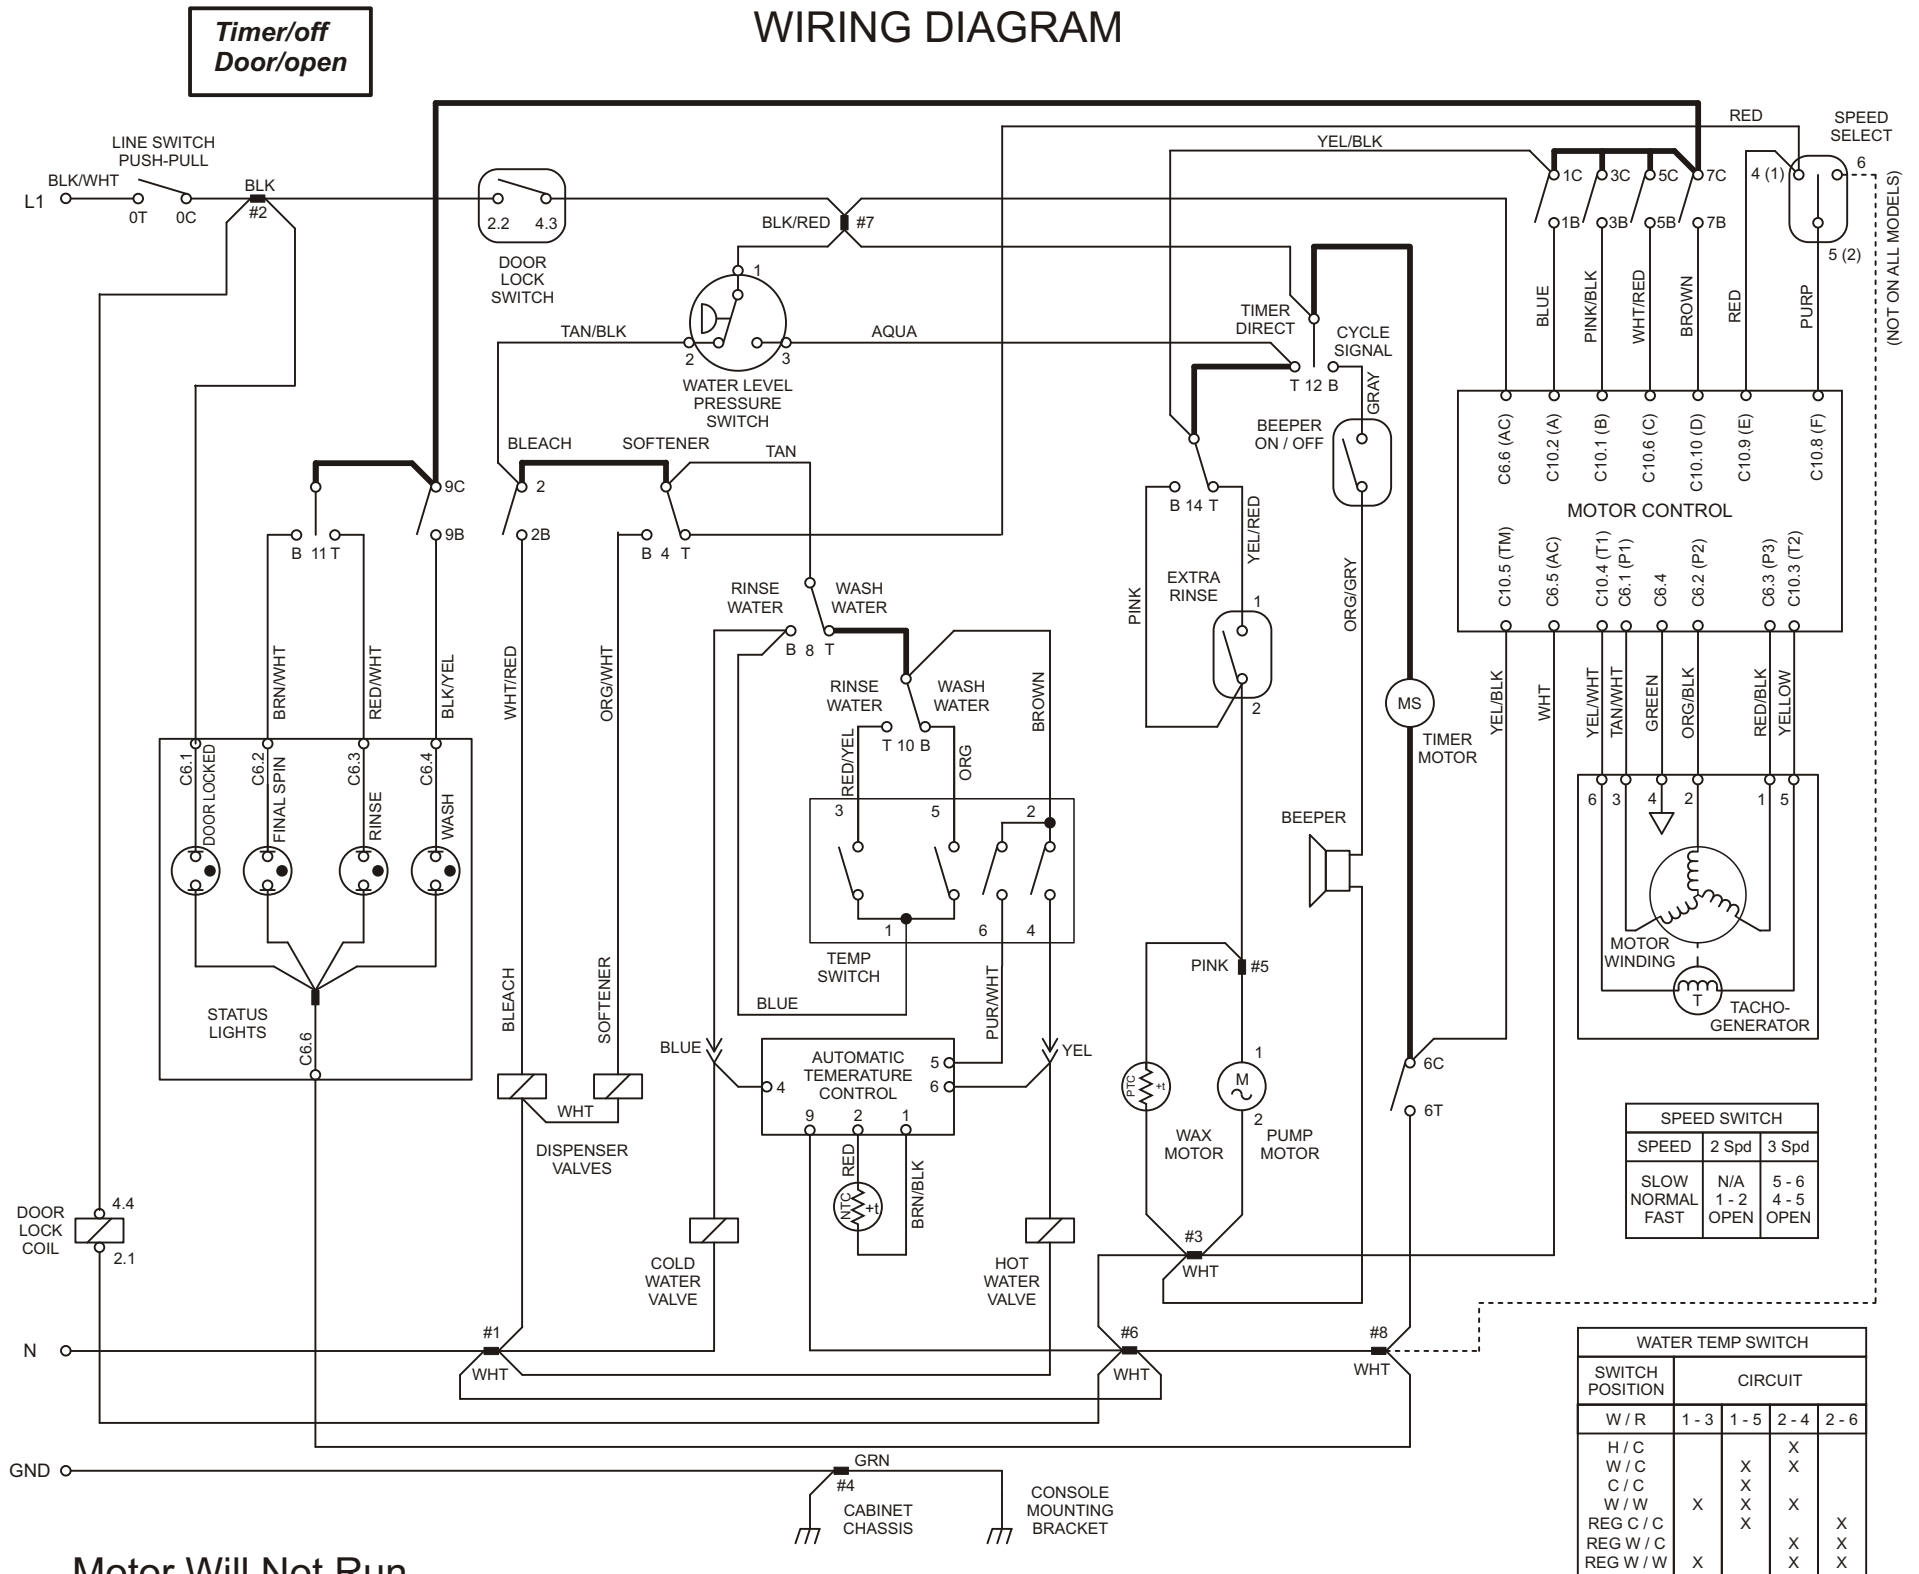 WIRING DIAGRAM
Timer/off
Door/open
LINE SWITCH
PUSH-PULL
BLK/WHT
L1
0T
0C
BLK
#2
2.2
4.3
DOOR
LOCK
SWITCH
BLK/RED
#7
1
2
3
TAN/BLK
AQUA
WATER LEVEL
PRESSURE
SWITCH
YEL/BLK
RED
SPEED
SELECT
1C
3C
5C
7C
4 (1)
6
1B
3B
5B
7B
5 (2)
(NOT ON ALL MODELS)
BLUE
PINK/BLK
WHT/RED
BROWN
RED
PURP
TIMER
DIRECT
CYCLE
SIGNAL
T 12 B
GRAY
BEEPER
ON / OFF
BLEACH
SOFTENER
TAN
9C
2
9B
2B
B 11 T
B 4 T
B 14 T
C6.6 (AC)
C10.2 (A)
C10.1 (B)
C10.6 (C)
C10.10 (D)
C10.9 (E)
C10.8 (F)
MOTOR CONTROL
C10.5 (TM)
C6.5 (AC)
C10.4 (T1)
C6.1 (P1)
C6.4
C6.2 (P2)
C6.3 (P3)
C10.3 (T2)
YEL/RED
PINK
EXTRA
RINSE
1
2
ORG/GRY
RINSE
WATER
WASH
WATER
B 8 T
BRN/WHT
RED/WHT
BLK/YEL
WHT/RED
ORG/WHT
RINSE
WATER
WASH
WATER
T 10 B
BROWN
RED/YEL
ORG
MS
TIMER
MOTOR
YEL/BLK
WHT
YEL/WHT
TAN/WHT
GREEN
ORG/BLK
RED/BLK
YELLOW
C6.1
C6.2
C6.3
C6.4
DOOR LOCKED
FINAL SPIN
RINSE
WASH
3
5
2
1
6
4
TEMP
SWITCH
BEEPER
6
3
4
2
1
5
MOTOR
WINDING
T
TACHO-
GENERATOR
STATUS
LIGHTS
C6.6
BLEACH
SOFTENER
BLUE
PUR/WHT
PINK
#5
BLUE
YEL
AUTOMATIC
TEMERATURE
CONTROL
4
5
6
9
2
1
WHT
DISPENSER
VALVES
RED
BRN/BLK
NTC
+t
PTC
+t
1
M
2
WAX
MOTOR
PUMP
MOTOR
6C
6T
SPEED SWITCH
SPEED 2 Spd 3 Spd
SLOW N/A 5 - 6
NORMAL 1 - 2 4 - 5
FAST OPEN OPEN
DOOR
LOCK
COIL
4.4
2.1
COLD
WATER
VALVE
HOT
WATER
VALVE
#3
WHT
N
#1
WHT
#6
WHT
#8
WHT
WATER TEMP SWITCH
SWITCH
POSITION
CIRCUIT
W / R 1 - 3 1 - 5 2 - 4 2 - 6
H / C X
W / C X X
C / C X
W / W X X X
REG C / C X X
REG W / C X X
REG W / W X X X
GND
GRN
#4
CABINET
CHASSIS
CONSOLE
MOUNTING
BRACKET
Motor Will Not Run